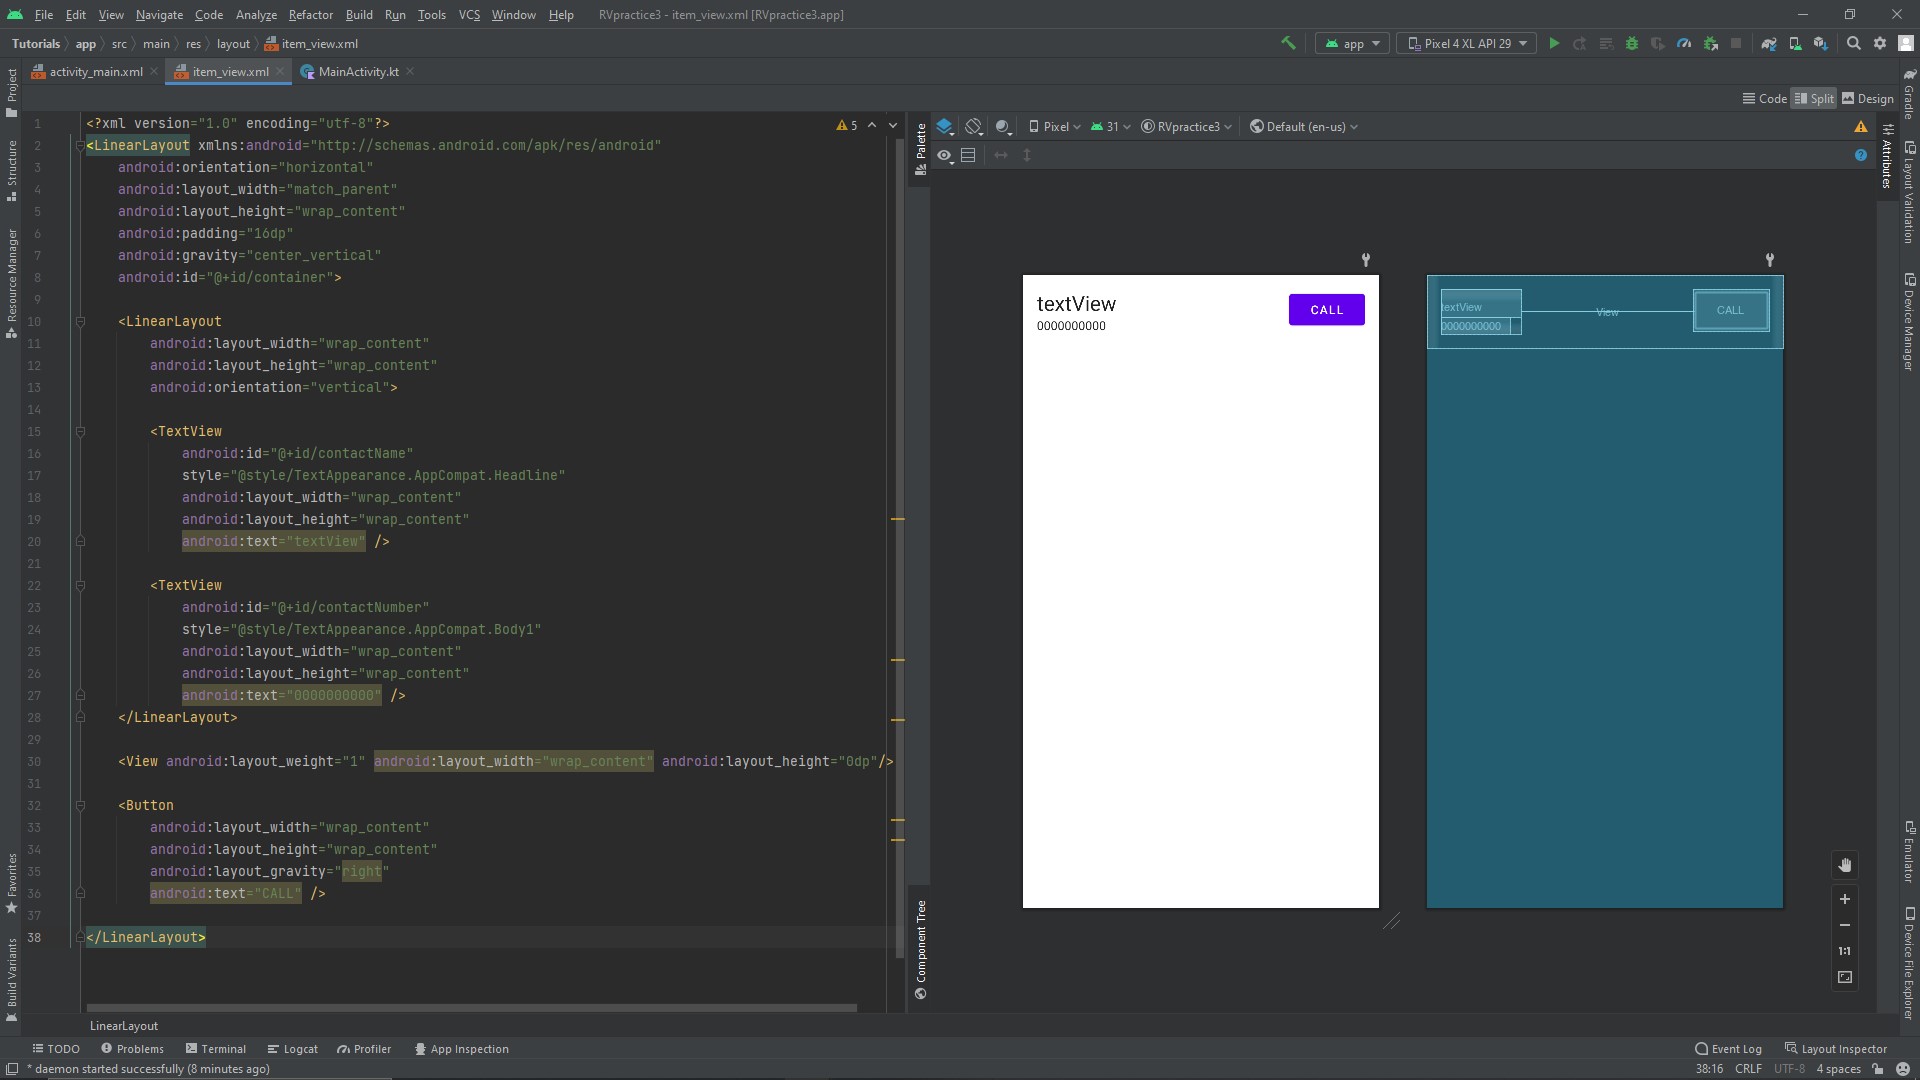 File Edit View Navigate Code Analyze Refactor Build Run Tools VCS Window Help RVpractice3 - item_view.xml [RVpractice3.app]
Tutorials app src main res layout item_view.xml
app Pixel 4 XL API 29
activity_main.xml item_view.xml MainActivity.kt
Code Split Design
Project
Structure
Resource Manager
Favorites
Build Variants
1 <?xml version="1.0" encoding="utf-8"?>
2 <LinearLayout xmlns:android="http://schemas.android.com/apk/res/android"
3 android:orientation="horizontal"
4 android:layout_width="match_parent"
5 android:layout_height="wrap_content"
6 android:padding="16dp"
7 android:gravity="center_vertical"
8 android:id="@+id/container">
9
10 <LinearLayout
11 android:layout_width="wrap_content"
12 android:layout_height="wrap_content"
13 android:orientation="vertical">
14
15 <TextView
16 android:id="@+id/contactName"
17 style="@style/TextAppearance.AppCompat.Headline"
18 android:layout_width="wrap_content"
19 android:layout_height="wrap_content"
20 android:text="textView" />
21
22 <TextView
23 android:id="@+id/contactNumber"
24 style="@style/TextAppearance.AppCompat.Body1"
25 android:layout_width="wrap_content"
26 android:layout_height="wrap_content"
27 android:text="0000000000" />
28 </LinearLayout>
29
30 <View android:layout_weight="1" android:layout_width="wrap_content" android:layout_height="0dp"/>
31
32 <Button
33 android:layout_width="wrap_content"
34 android:layout_height="wrap_content"
35 android:layout_gravity="right"
36 android:text="CALL" />
37
38 </LinearLayout>
5
LinearLayout
Palette
Component Tree
Pixel 31 RVpractice3 Default (en-us)
textView
0000000000
CALL
textView
0000000000
View
CALL
1:1
Attributes
Gradle
Layout Validation
Device Manager
Emulator
Device File Explorer
TODO Problems Terminal Logcat Profiler App Inspection Event Log Layout Inspector
* daemon started successfully (8 minutes ago) 38:16 CRLF UTF-8 4 spaces